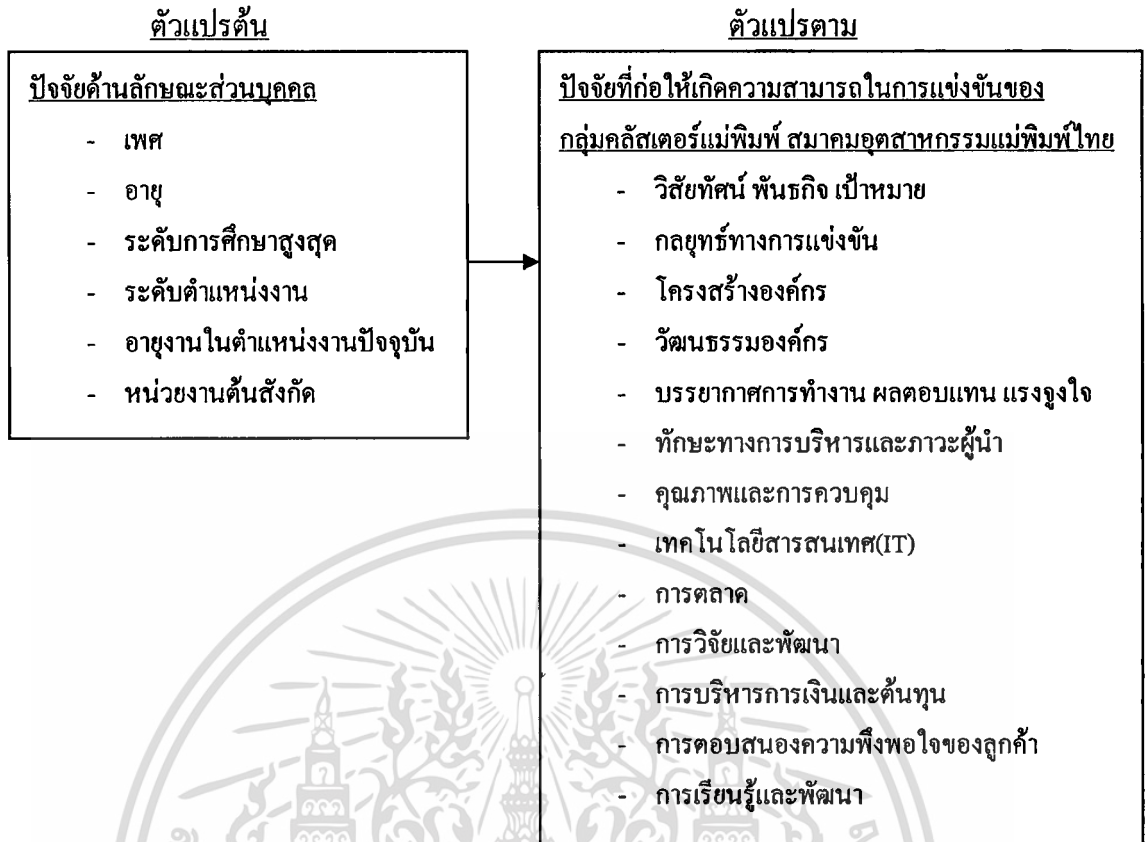 ตัวแปรต้น
ปัจจัยด้านลักษณะส่วนบุคคล
- เพศ
- อายุ
- ระดับการศึกษาสูงสุด
- ระดับตำแหน่งงาน
- อายุงานในตำแหน่งงานปัจจุบัน
- หน่วยงานต้นสังกัด
ตัวแปรตาม
ปัจจัยที่ก่อให้เกิดความสามารถในการแข่งขันของ
กลุ่มคลัสเตอร์แม่พิมพ์ สมาคมอุตสาหกรรมแม่พิมพ์ไทย
- วิสัยทัศน์ พันธกิจ เป้าหมาย
- กลยุทธ์ทางการแข่งขัน
- โครงสร้างองค์กร
- วัฒนธรรมองค์กร
- บรรยากาศการทำงาน ผลตอบแทน แรงจูงใจ
- ทักษะทางการบริหารและภาวะผู้นำ
- คุณภาพและการควบคุม
- เทคโนโลยีสารสนเทศ(IT)
- การตลาด
- การวิจัยและพัฒนา
- การบริหารการเงินและต้นทุน
- การตอบสนองความพึงพอใจของลูกค้า
- การเรียนรู้และพัฒนา